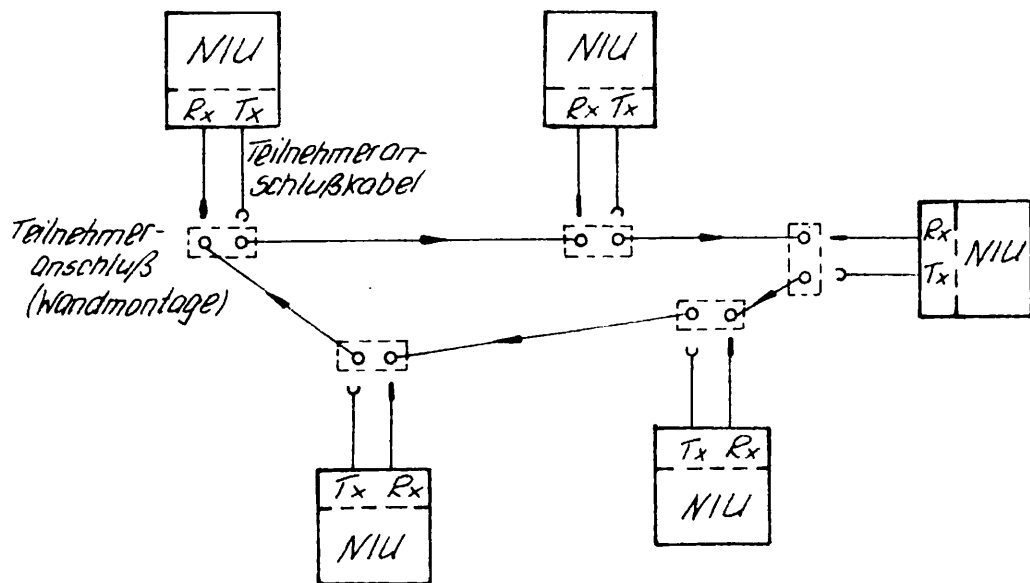 NIU
Rx Tx
NIU
Rx Tx
Teilnehmeran-
schlußkabel
Teilnehmer-
anschluß
(Wandmontage)
Rx
Tx
NIU
Tx Rx
NIU
Tx Rx
NIU